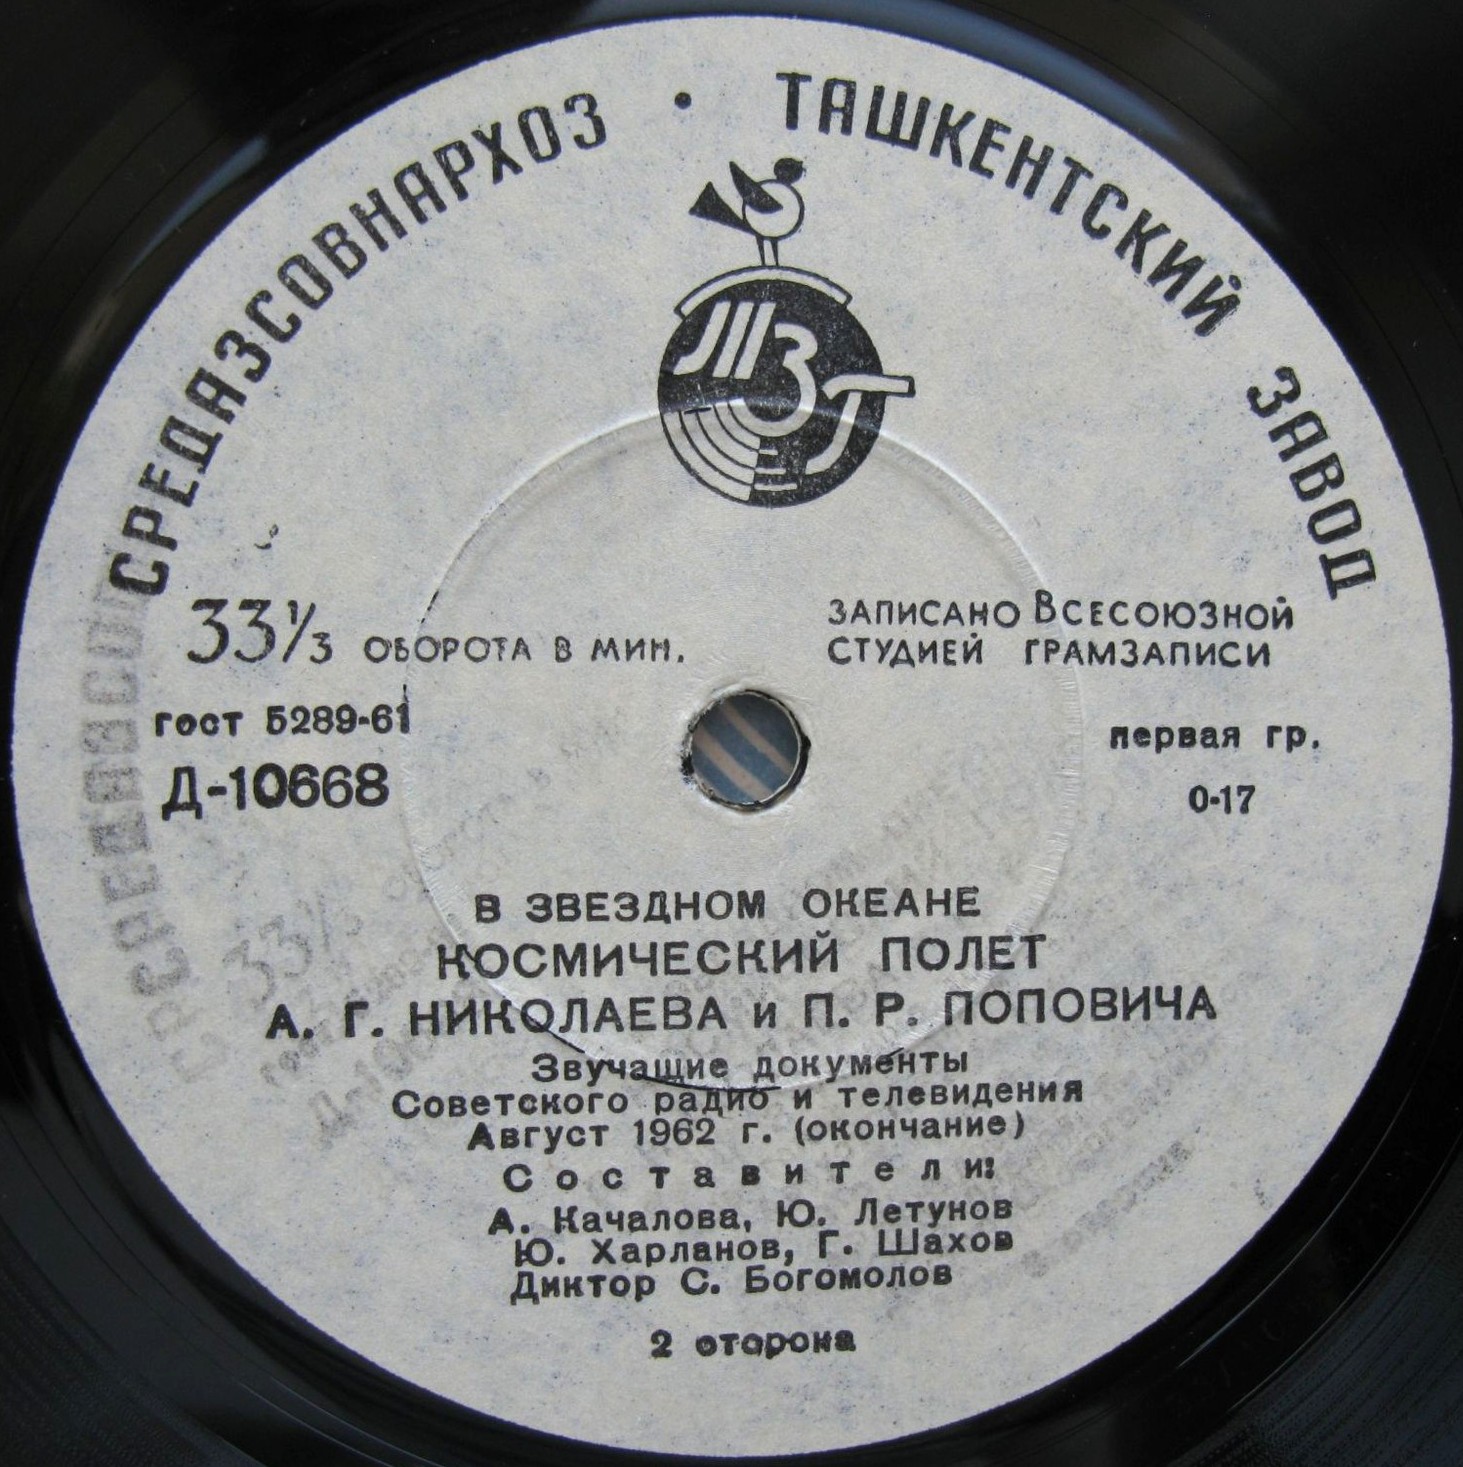 СРЕДАЗСОВНАРХОЗ • ТАШКЕНТСКИЙ ЗАВОД
ТЗГ
33⅓ ОБОРОТА В МИН.
ЗАПИСАНО ВСЕСОЮЗНОЙ
СТУДИЕЙ ГРАМЗАПИСИ
гост 5289-61
Д-10668
первая гр.
0-17
В ЗВЕЗДНОМ ОКЕАНЕ
КОСМИЧЕСКИЙ ПОЛЕТ
А. Г. НИКОЛАЕВА и П. Р. ПОПОВИЧА
Звучащие документы
Советского радио и телевидения
Август 1962 г. (окончание)
Составители:
А. Качалова, Ю. Летунов
Ю. Харланов, Г. Шахов
Диктор С. Богомолов
2 сторона